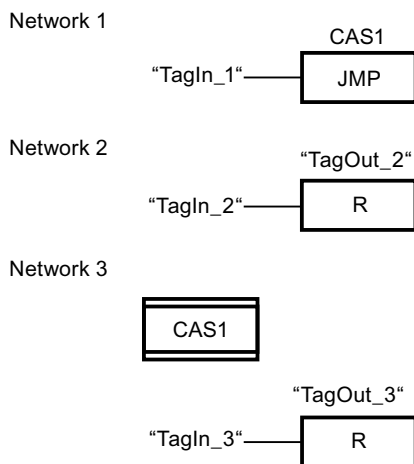 Network 1
CAS1
“TagIn_1“
JMP
Network 2
“TagOut_2“
“TagIn_2“
R
Network 3
CAS1
“TagOut_3“
“TagIn_3“
R